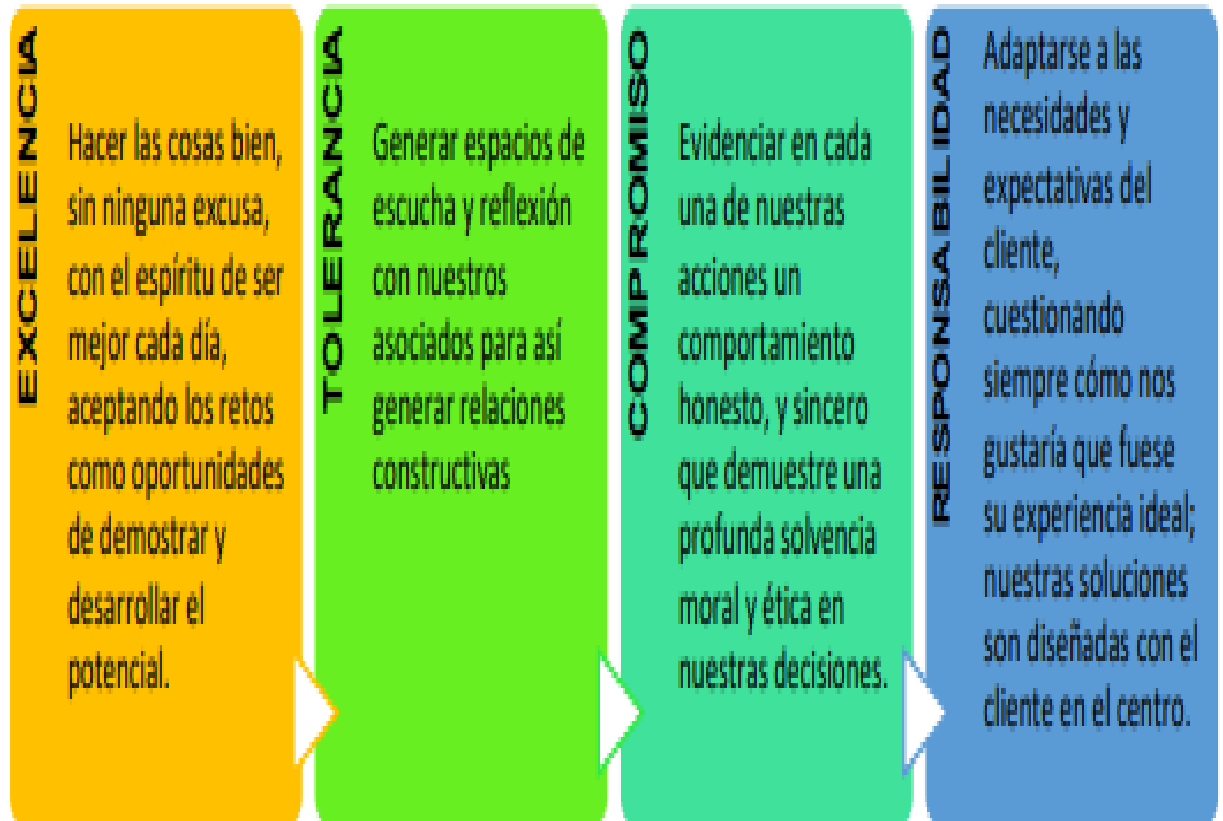 EXCELENCIA
Hacer las cosas bien,
sin ninguna excusa,
con el espíritu de ser
mejor cada día,
aceptando los retos
como oportunidades
de demostrar y
desarrollar el
potencial.
TOLERANCIA
Generar espacios de
escucha y reflexión
con nuestros
asociados para así
generar relaciones
constructivas
COMPROMISO
Evidenciar en cada
una de nuestras
acciones un
comportamiento
honesto, y sincero
que demuestre una
profunda solvencia
moral y ética en
nuestras decisiones.
RESPONSABILIDAD
Adaptarse a las
necesidades y
expectativas del
cliente,
cuestionando
siempre cómo nos
gustaría que fuese
su experiencia ideal;
nuestras soluciones
son diseñadas con el
cliente en el centro.